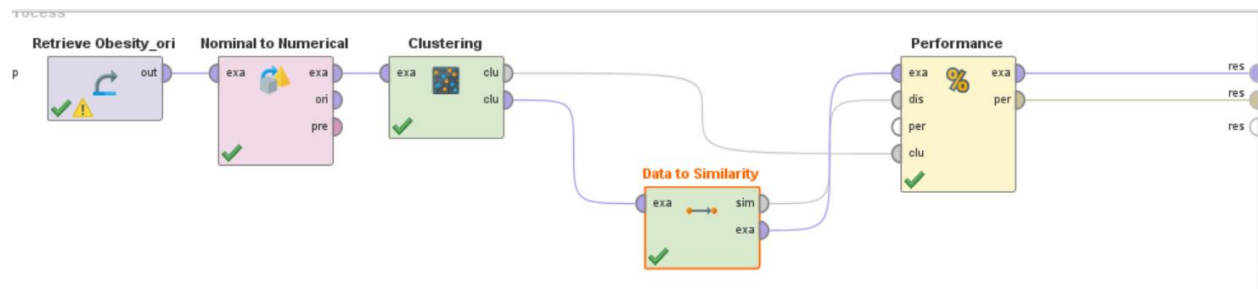 Process
Retrieve Obesity_ori
Nominal to Numerical
Clustering
Performance
p
out
exa
exa
exa
clu
exa
exa
res
ori
clu
dis
per
res
pre
per
res
clu
Data to Similarity
exa
sim
exa